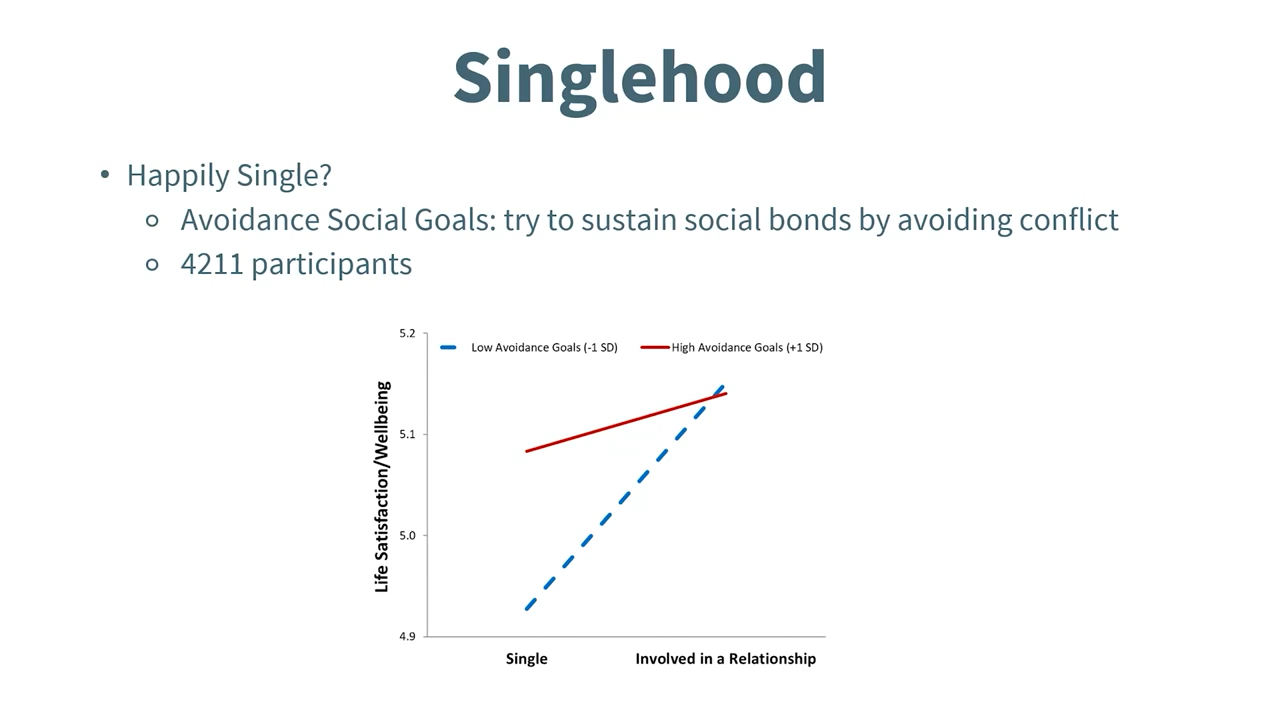 Singlehood
• Happily Single?
○ Avoidance Social Goals: try to sustain social bonds by avoiding conflict
○ 4211 participants
5.2
Low Avoidance Goals (-1 SD) High Avoidance Goals (+1 SD)
5.1
5.0
4.9
Life Satisfaction/Wellbeing
Single Involved in a Relationship